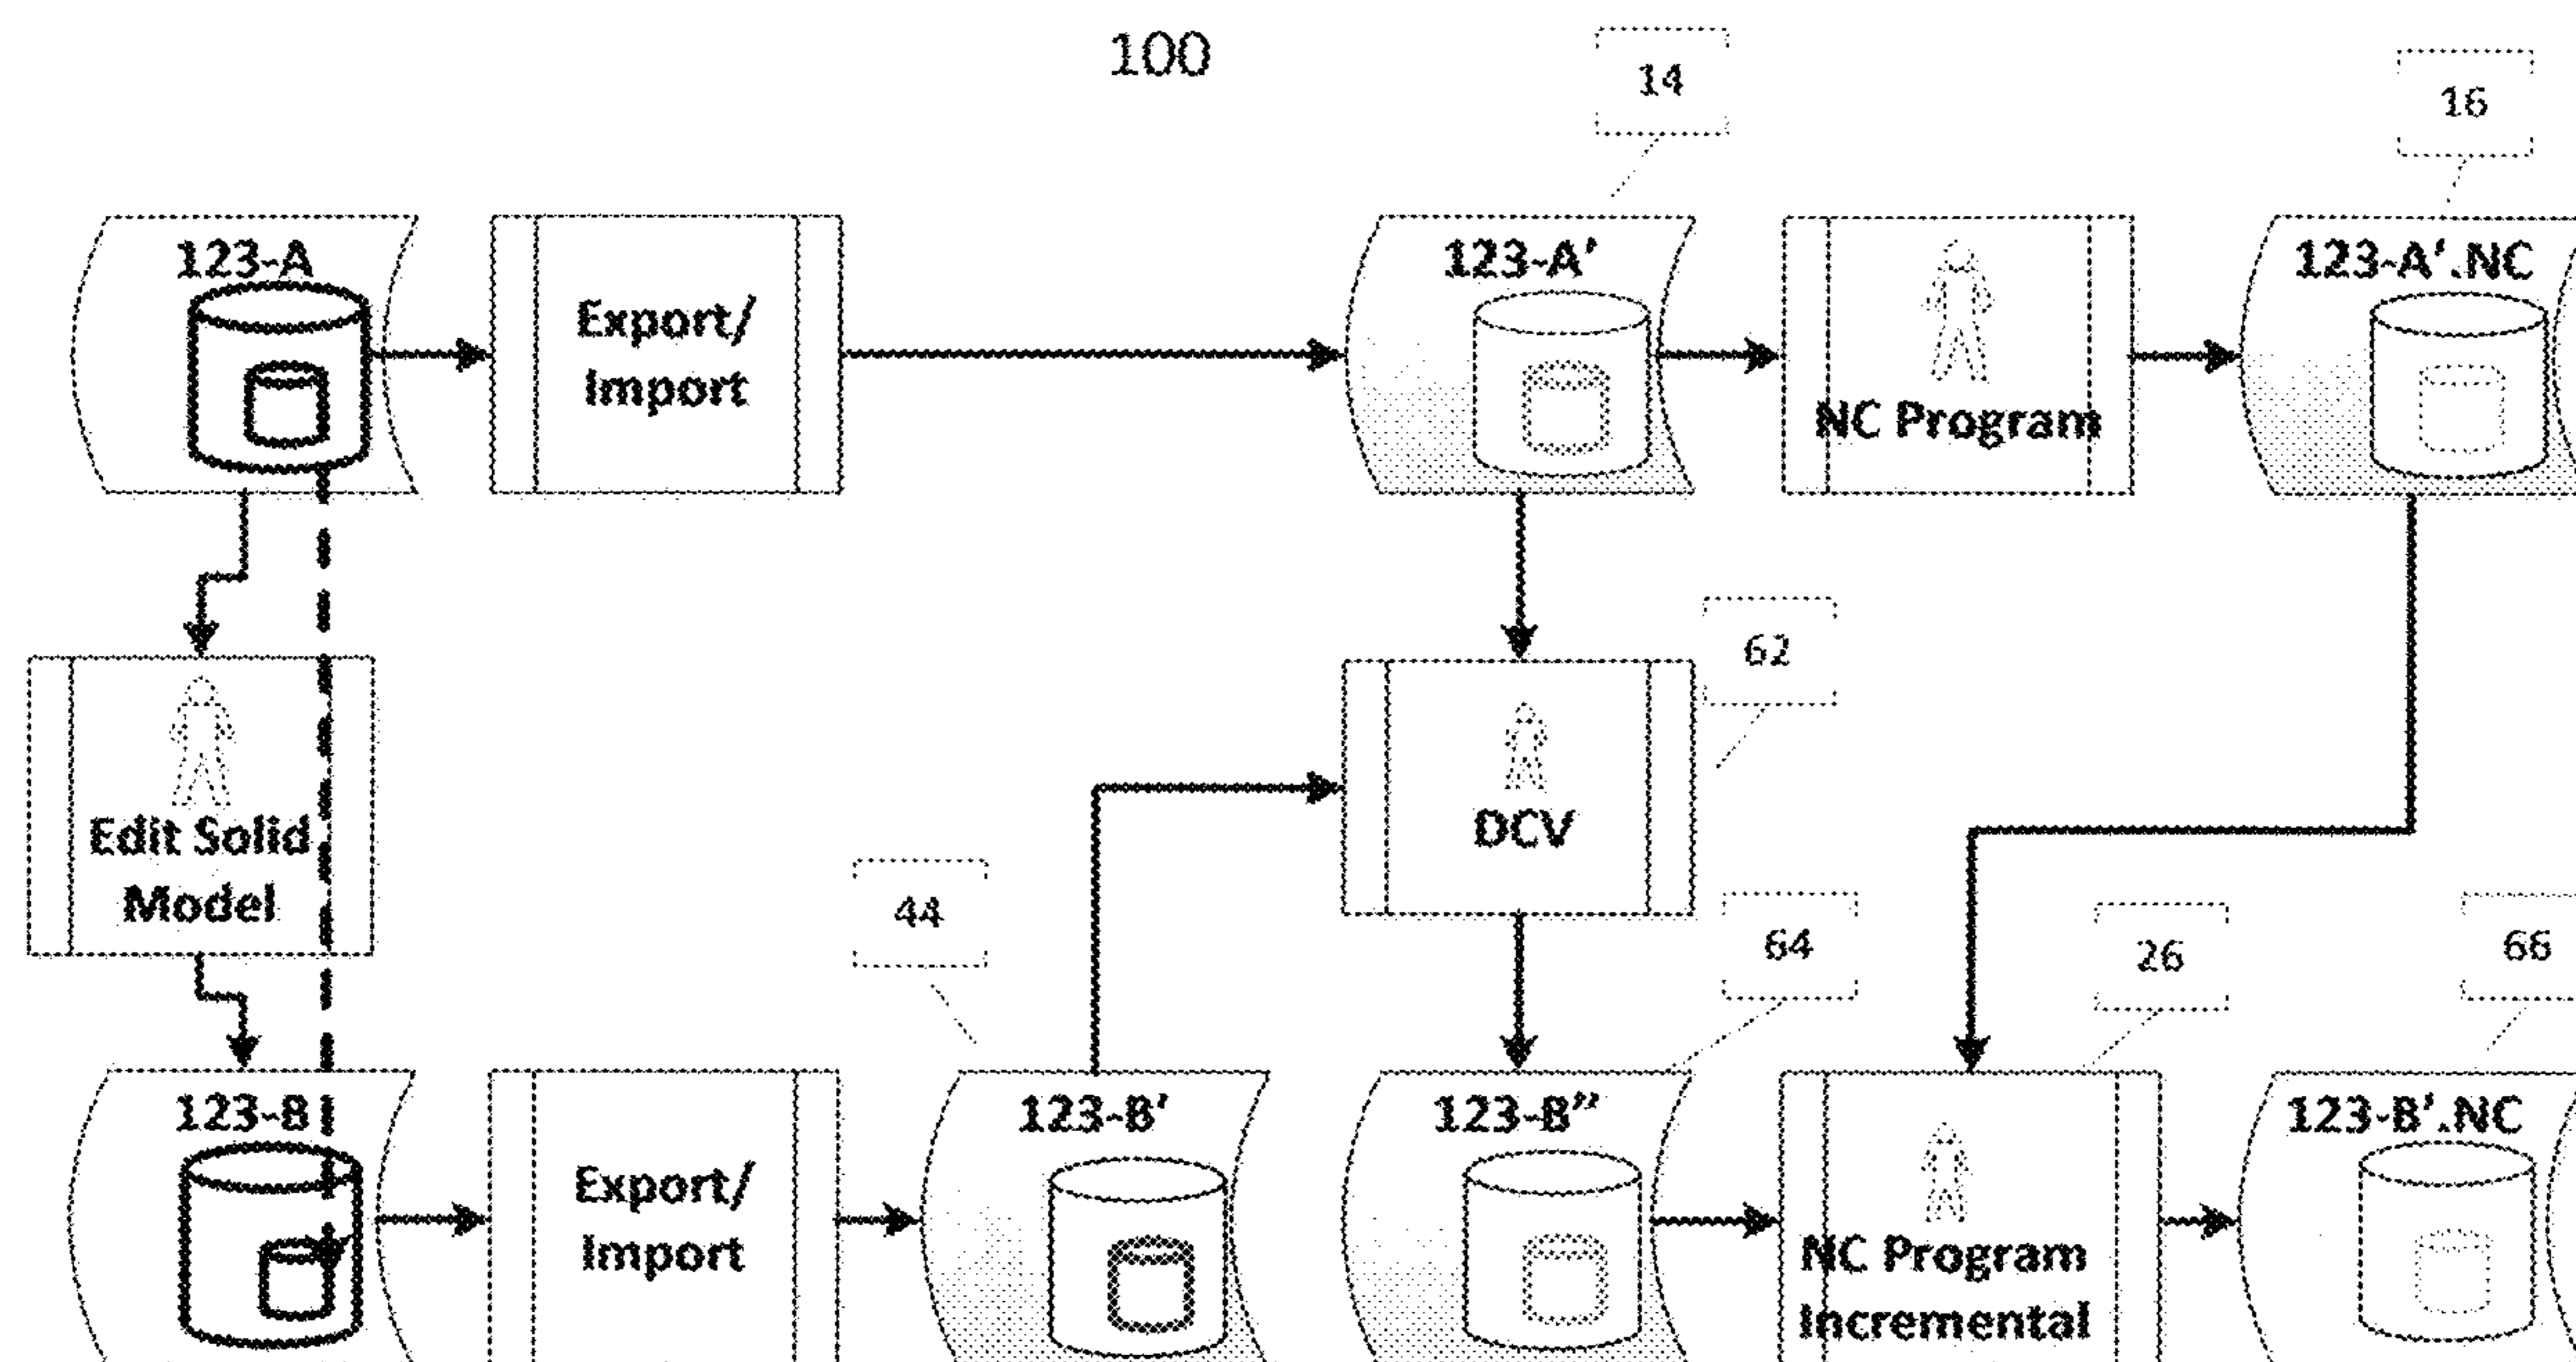 100
14
16
123-A
Export/
Import
123-A’
NC Program
123-A’.NC
62
Edit Solid
Model
DCV
44
64
26
66
123-B
Export/
Import
123-B’
123-B’’
NC Program
Incremental
123-B’.NC